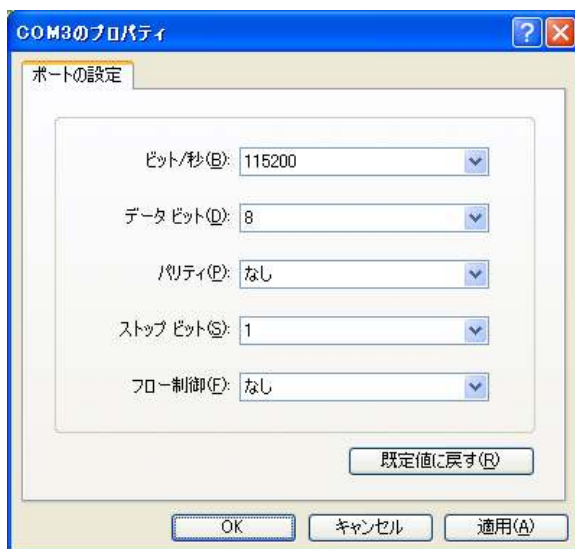 COM3のプロパティ
ポートの設定
ビット/秒(B): 115200
データ ビット(D): 8
パリティ(P): なし
ストップ ビット(S): 1
フロー制御(F): なし
既定値に戻す(R)
OK キャンセル 適用(A)